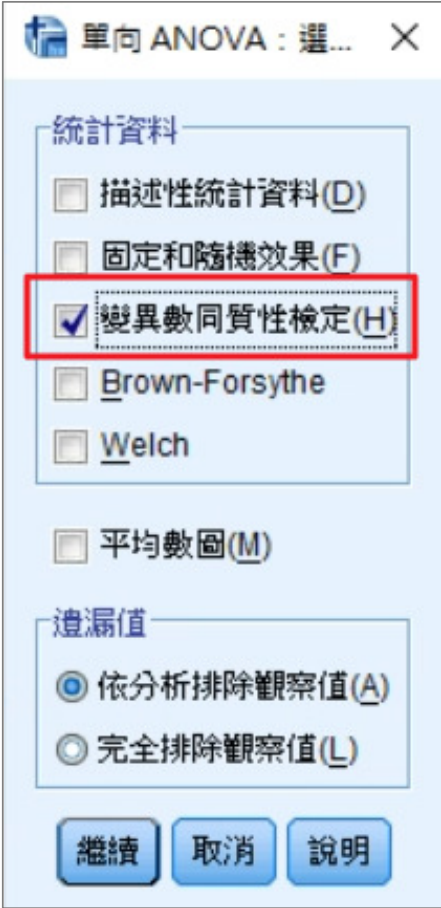 單向 ANOVA：選... ✕
統計資料
描述性統計資料(D)
固定和隨機效果(F)
變異數同質性檢定(H)
Brown-Forsythe
Welch
平均數圖(M)
遺漏值
依分析排除觀察值(A)
完全排除觀察值(L)
繼續 取消 說明